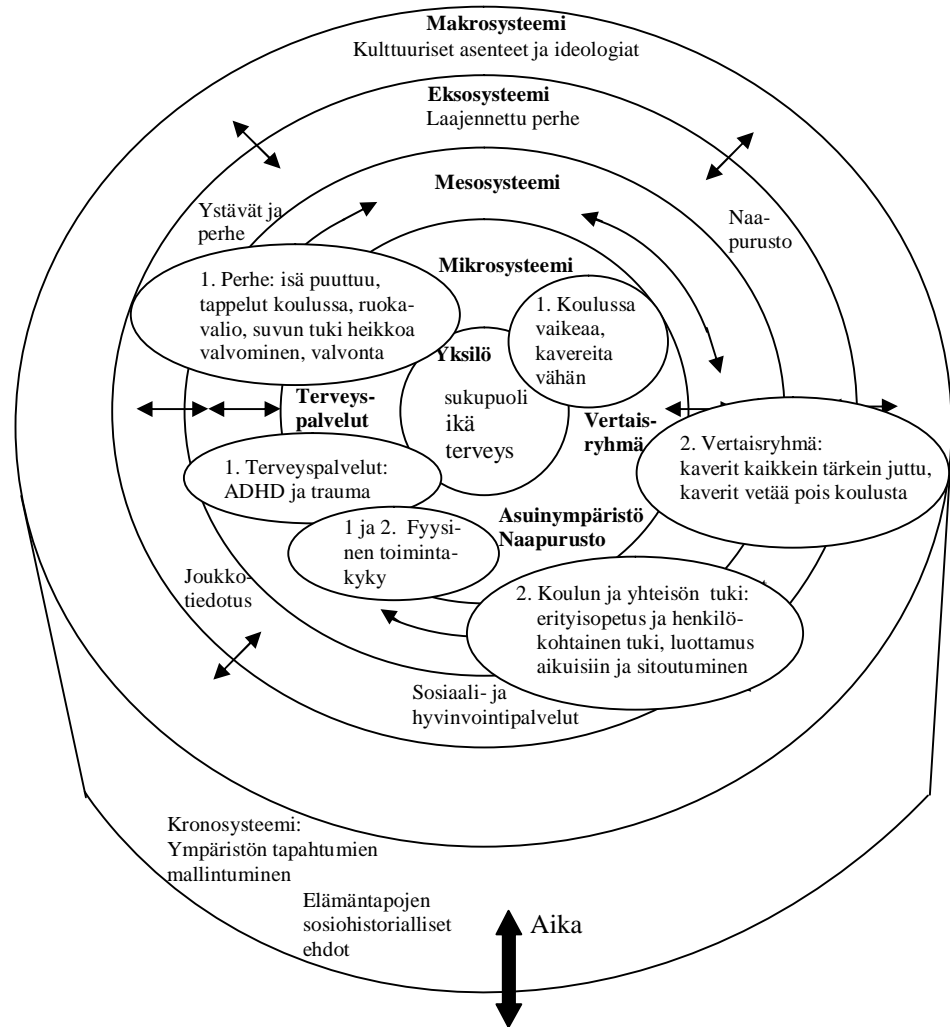 Makrosysteemi
Kulttuuriset asenteet ja ideologiat
Eksosysteemi
Laajennettu perhe
Mesosysteemi
Ystävät ja
perhe
Naa-
purusto
Mikrosysteemi
1. Perhe: isä puuttuu,
tappelut koulussa, ruoka-
valio, suvun tuki heikkoa
valvominen, valvonta
1. Koulussa
vaikeaa,
kavereita
vähän
Yksilö
sukupuoli
ikä
terveys
Terveys-
palvelut
Vertais-
ryhmä
2. Vertaisryhmä:
kaverit kaikkein tärkein juttu,
kaverit vetää pois koulusta
1. Terveyspalvelut:
ADHD ja trauma
1 ja 2. Fyysi-
nen toiminta-
kyky
Asuinympäristö
Naapurusto
Joukko-
tiedotus
2. Koulun ja yhteisön tuki:
erityisopetus ja henkilö-
kohtainen tuki, luottamus
aikuisiin ja sitoutuminen
Sosiaali- ja
hyvinvointipalvelut
Kronosysteemi:
Ympäristön tapahtumien
mallintuminen
Elämäntapojen
sosiohistorialliset
ehdot
Aika